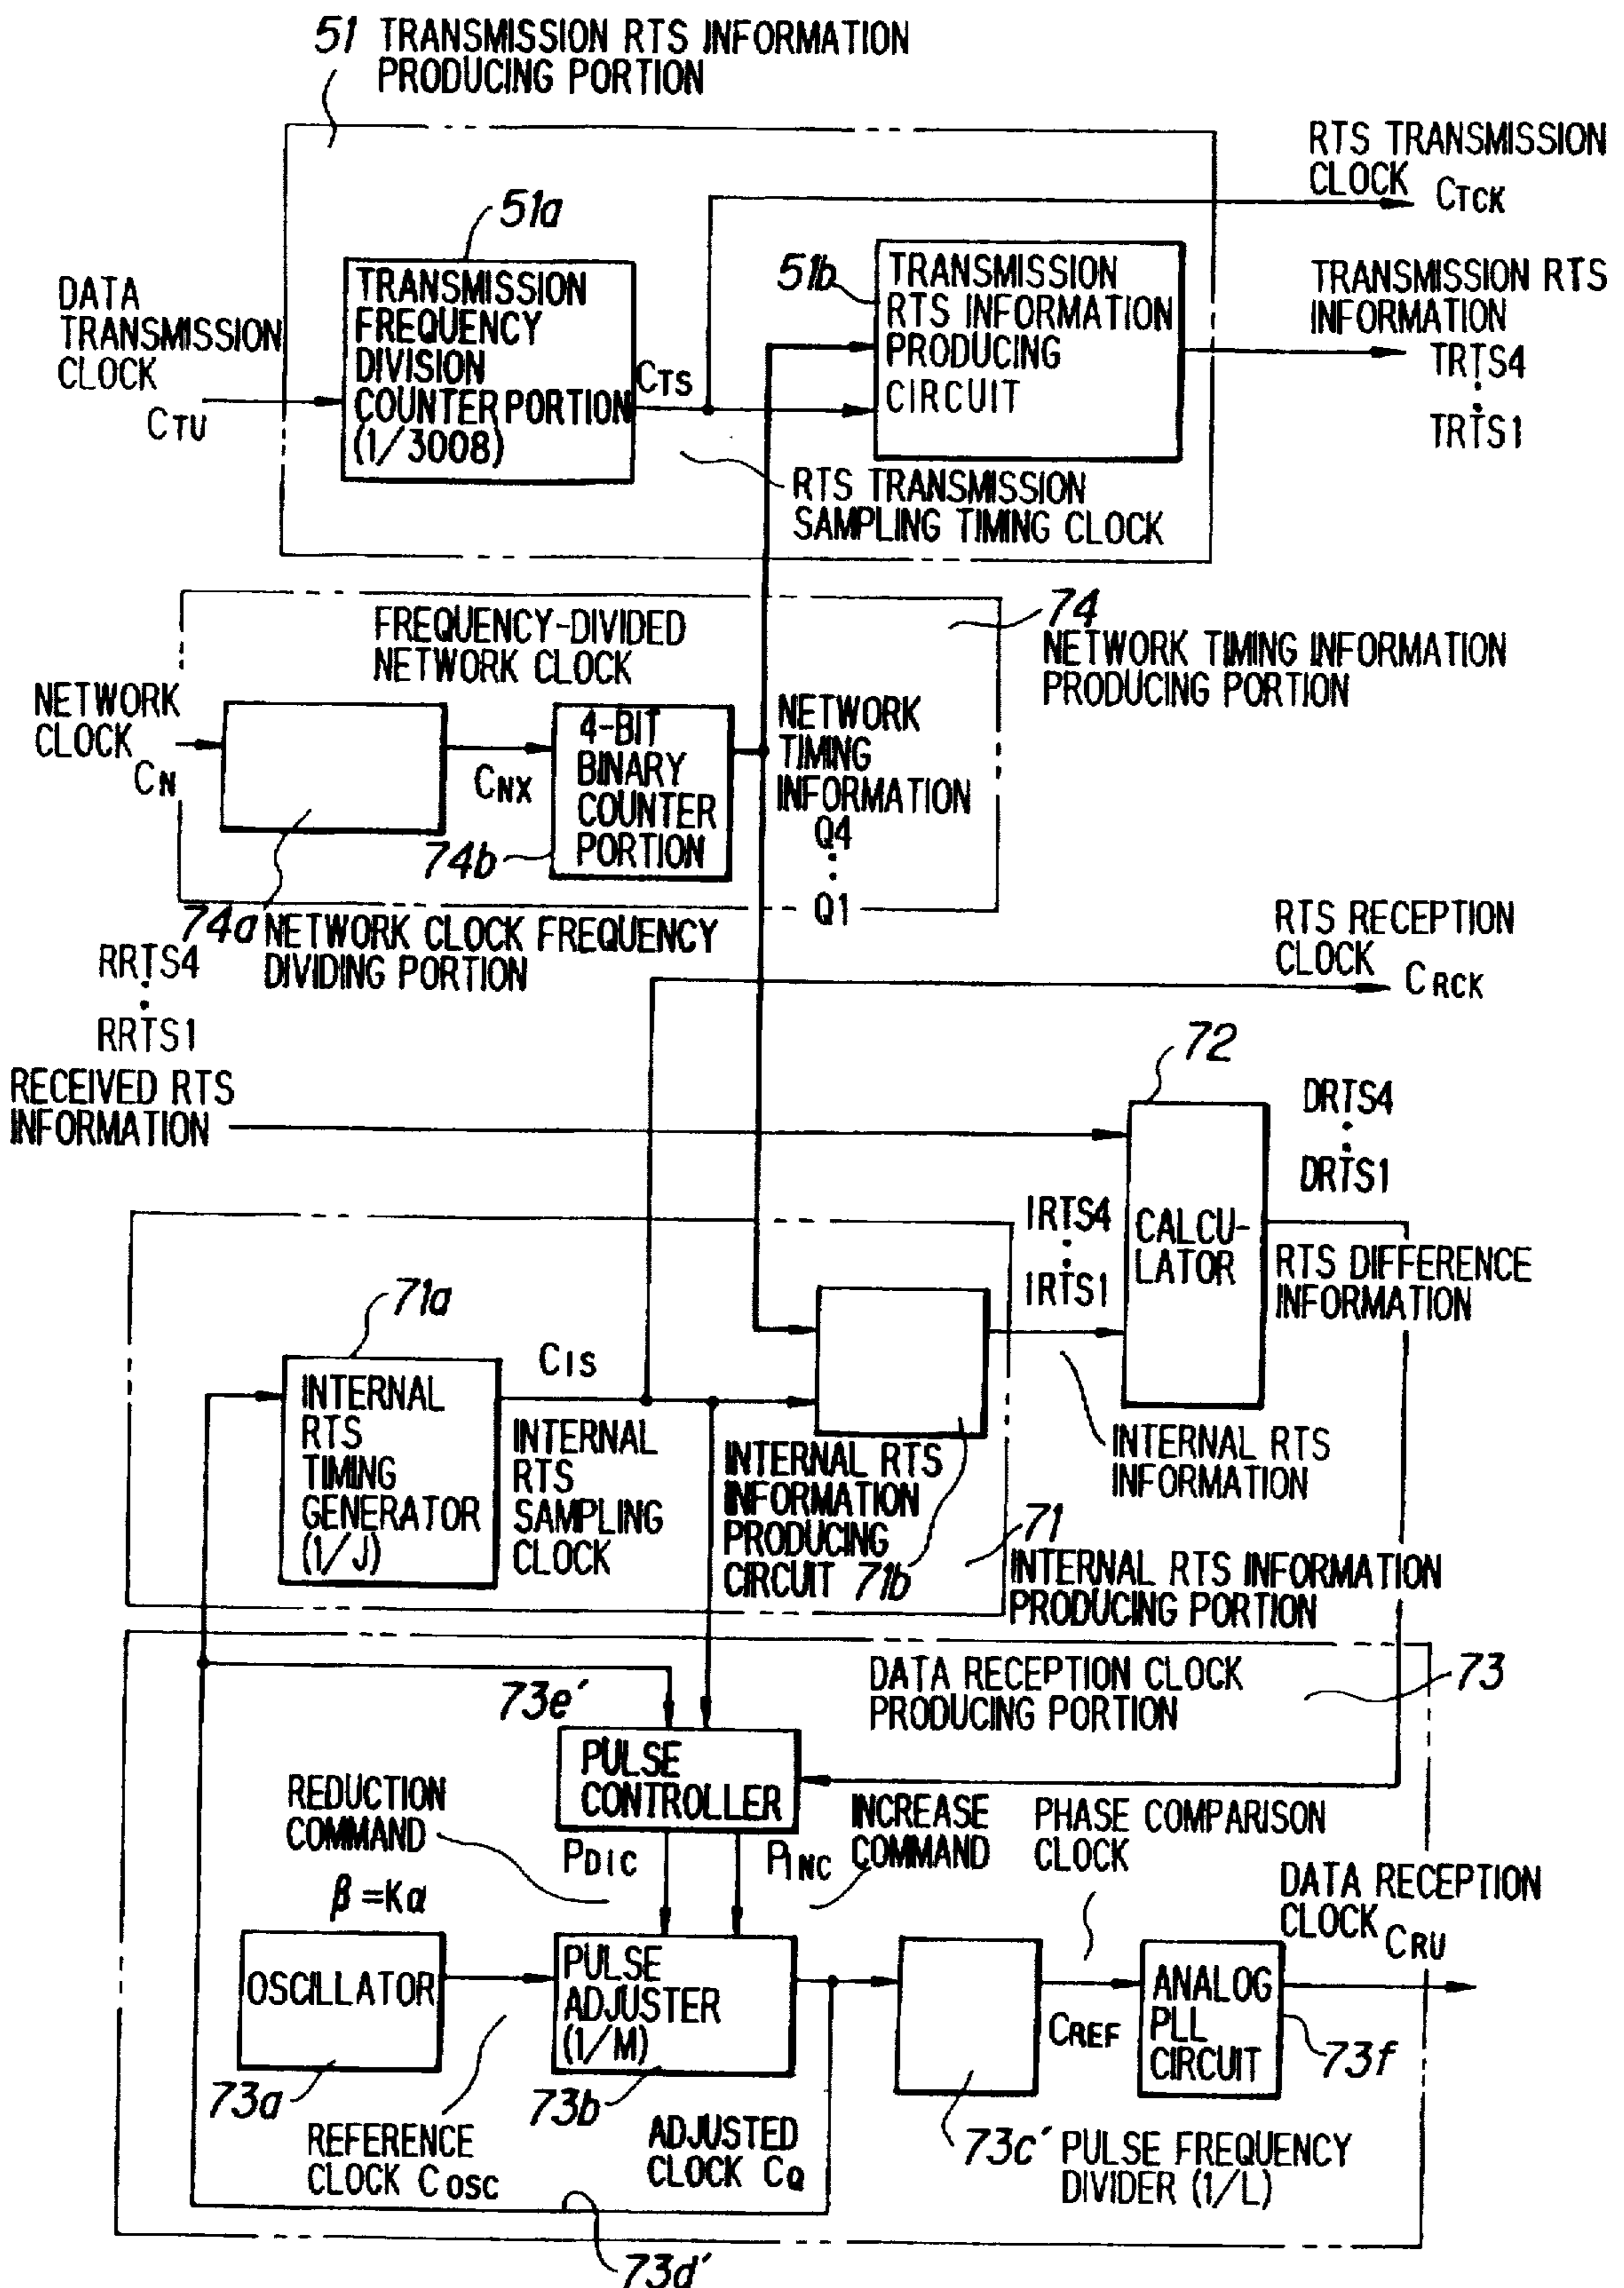 51 TRANSMISSION RTS INFORMATION
PRODUCING PORTION
RTS TRANSMISSION
CLOCK CTCK
51a
TRANSMISSION
FREQUENCY
DIVISION
COUNTER PORTION
(1/3008)
DATA
TRANSMISSION
CLOCK
CTU
CTS
51b
TRANSMISSION
RTS INFORMATION
PRODUCING
CIRCUIT
TRANSMISSION RTS
INFORMATION
TRTS4
TRTS1
RTS TRANSMISSION
SAMPLING TIMING CLOCK
FREQUENCY-DIVIDED
NETWORK CLOCK
74
NETWORK TIMING INFORMATION
PRODUCING PORTION
NETWORK
CLOCK
CN
CNX
4-BIT
BINARY
COUNTER
PORTION
74b
NETWORK
TIMING
INFORMATION
Q4
Q1
74a NETWORK CLOCK FREQUENCY
DIVIDING PORTION
RTS RECEPTION
CLOCK
CRCK
RRTS4
RRTS1
RECEIVED RTS
INFORMATION
72
CALCU-
LATOR
DRTS4
DRTS1
RTS DIFFERENCE
INFORMATION
IRTS4
IRTS1
71a
INTERNAL
RTS
TIMING
GENERATOR
(1/J)
CIS
INTERNAL
RTS
SAMPLING
CLOCK
INTERNAL RTS
INFORMATION
PRODUCING
CIRCUIT 71b
INTERNAL RTS
INFORMATION
71
INTERNAL RTS INFORMATION
PRODUCING PORTION
DATA RECEPTION CLOCK
PRODUCING PORTION
73
73e'
PULSE
CONTROLLER
REDUCTION
COMMAND
PDIC
PINC
INCREASE
COMMAND
PHASE COMPARISON
CLOCK
DATA RECEPTION
CLOCK
CRU
β=Kα
OSCILLATOR
73a
REFERENCE
CLOCK COSC
PULSE
ADJUSTER
(1/M)
73b
ADJUSTED
CLOCK CQ
CREF
ANALOG
PLL
CIRCUIT
73f
73c' PULSE FREQUENCY
DIVIDER (1/L)
73d'